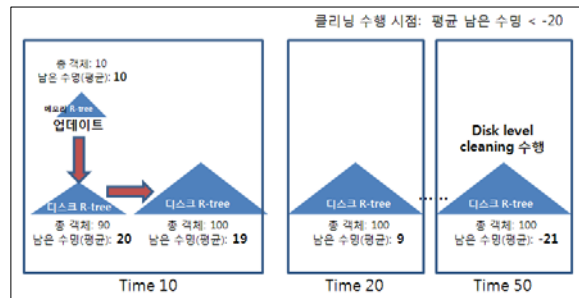 클리닝 수행 시점: 평균 남은 수명 < -20
총 객체: 10
남은 수명(평균): 10
메모리 R-tree
업데이트
디스크 R-tree
총 객체: 90
남은 수명(평균): 20
디스크 R-tree
총 객체: 100
남은 수명(평균): 19
Time 10
디스크 R-tree
총 객체: 100
남은 수명(평균): 9
Time 20
.....
Disk level
cleaning 수행
디스크 R-tree
총 객체: 100
남은 수명(평균): -21
Time 50